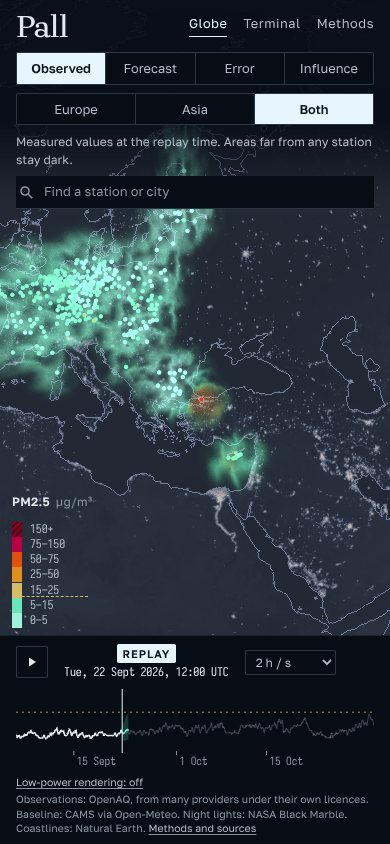 Pall
Globe Terminal Methods
Observed Forecast Error Influence
Europe Asia Both
Measured values at the replay time. Areas far from any station
stay dark.
Find a station or city
PM2.5 µg/m³
150+
75–150
50–75
25–50
15–25
5–15
0–5
REPLAY
Tue, 22 Sept 2026, 12:00 UTC
2 h / s
15 Sept 1 Oct 15 Oct
Low-power rendering: off
Observations: OpenAQ, from many providers under their own licences.
Baseline: CAMS via Open-Meteo. Night lights: NASA Black Marble.
Coastlines: Natural Earth. Methods and sources